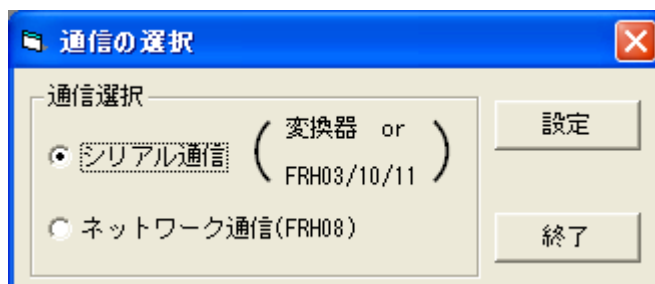 通信の選択
通信選択
シリアル通信 ( 変換器 or
FRH03/10/11 )
設定
ネットワーク通信(FRH08)
終了